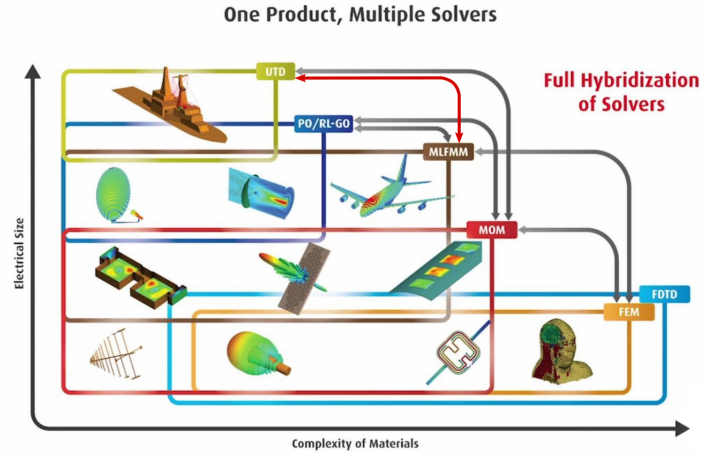 One Product, Multiple Solvers
UTD
Full Hybridization
of Solvers
PO/RL-GO
MLFMM
MOM
FDTD
FEM
Electrical Size
Complexity of Materials